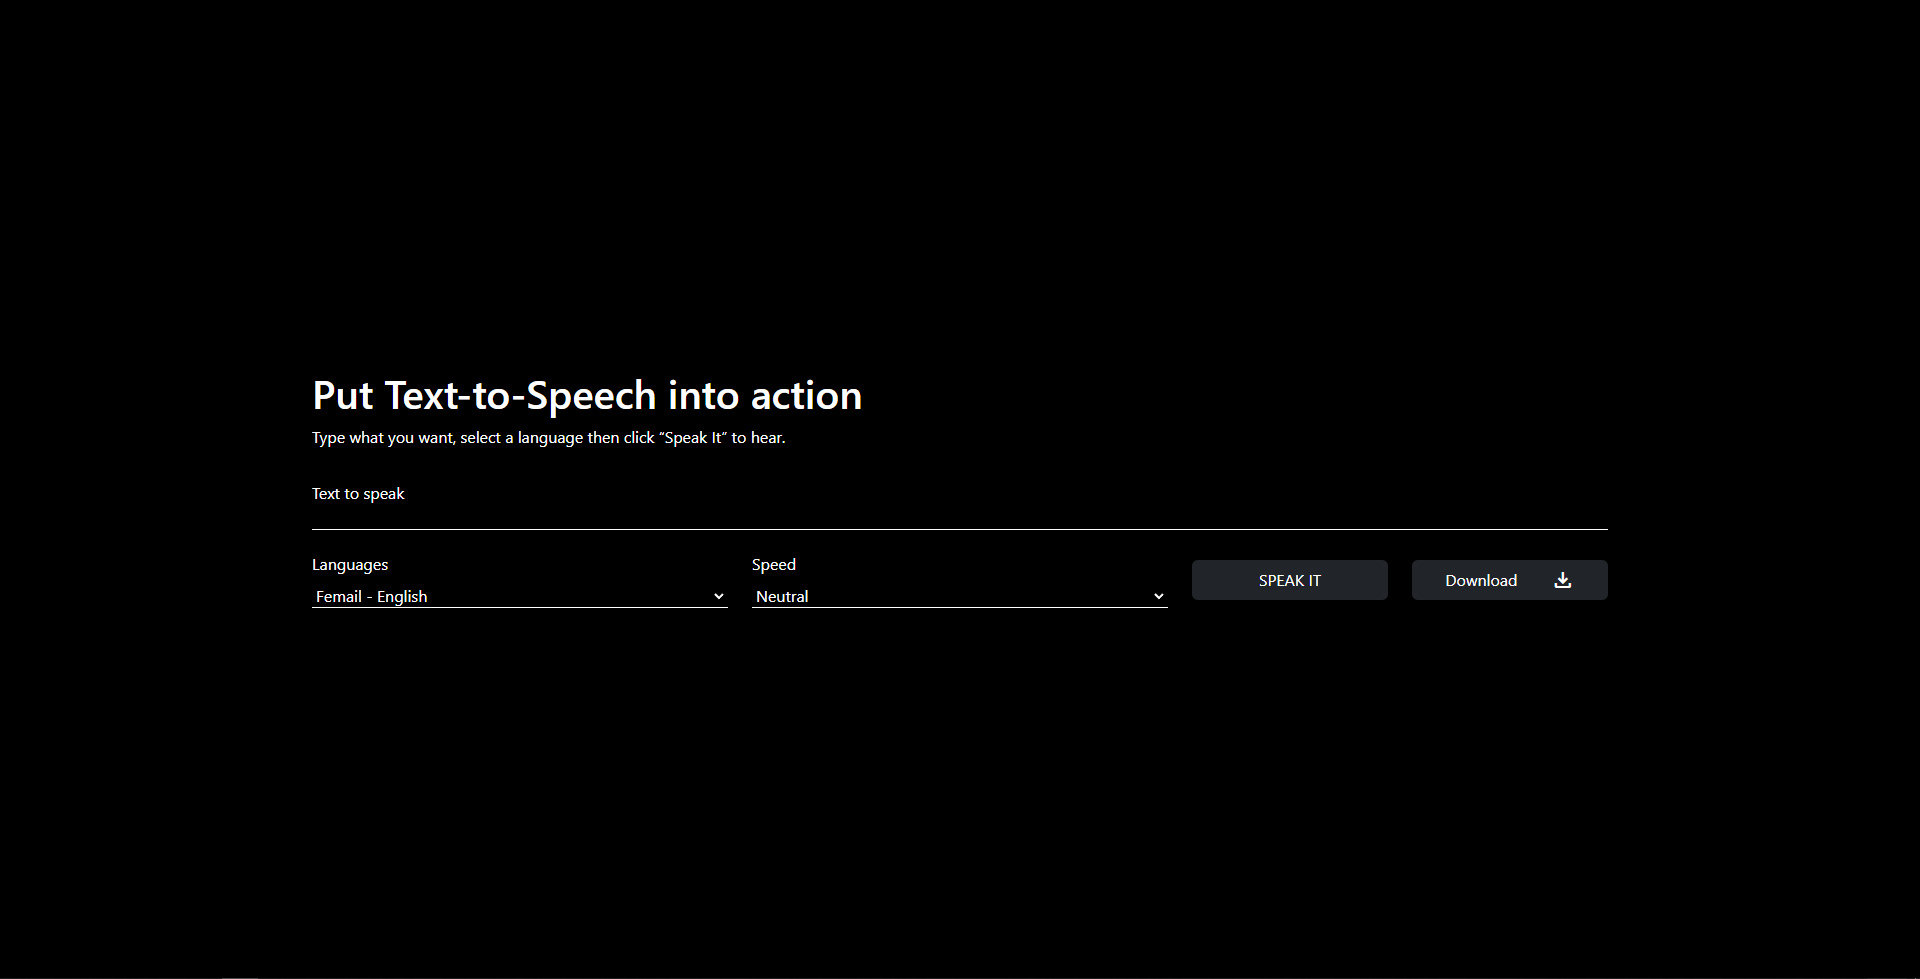 Put Text-to-Speech into action
Type what you want, select a language then click “Speak It” to hear.
Text to speak
Languages
Femail - English
Speed
Neutral
SPEAK IT
Download